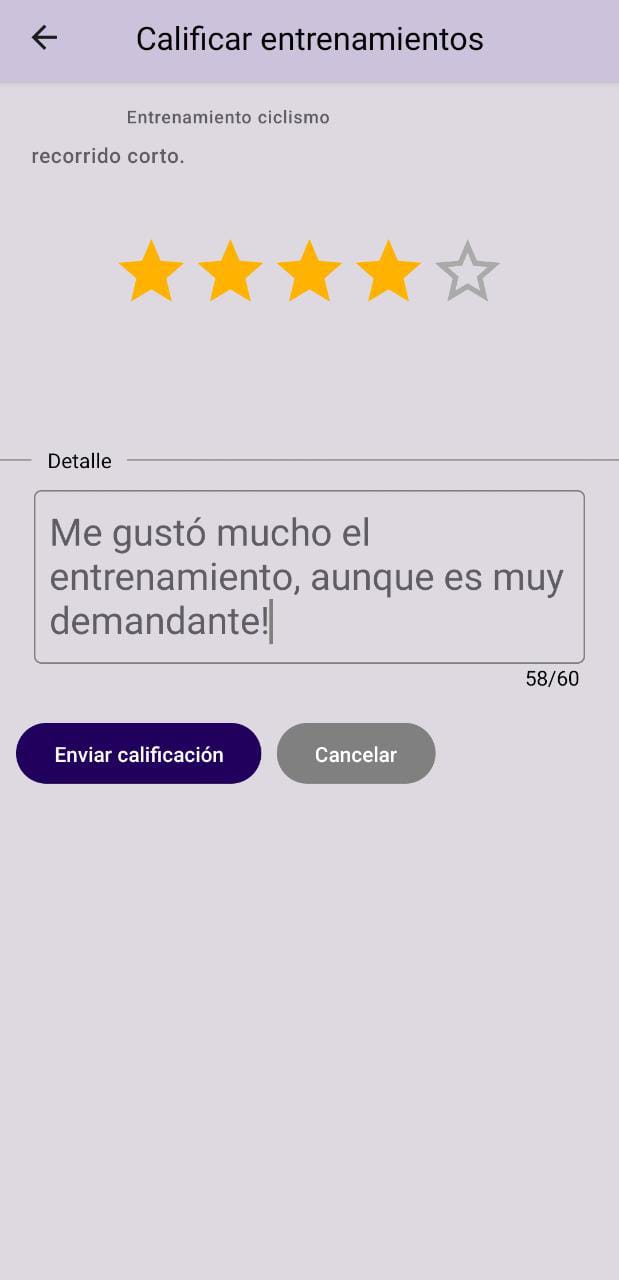 Calificar entrenamientos
Entrenamiento ciclismo
recorrido corto.
Detalle
Me gustó mucho el
entrenamiento, aunque es muy
demandante!
58/60
Enviar calificación
Cancelar